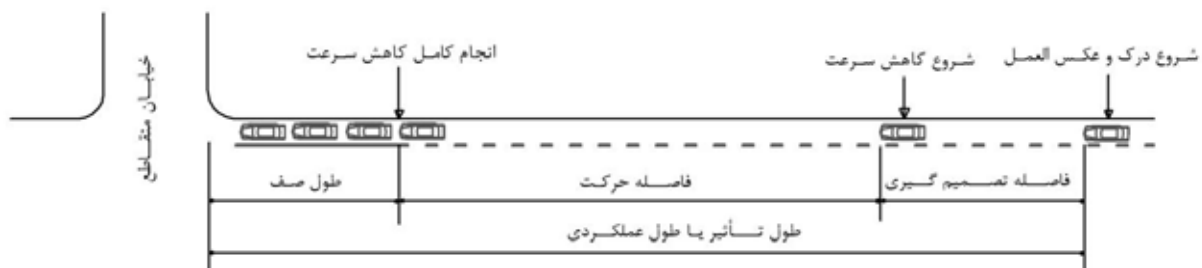 شروع درک و عکس العمل
شروع کاهش سرعت
انجام کامل کاهش سرعت
خیابان متقاطع
فاصله تصمیم گیری
فاصله حرکت
طول صف
طول تأثیر یا طول عملکردی